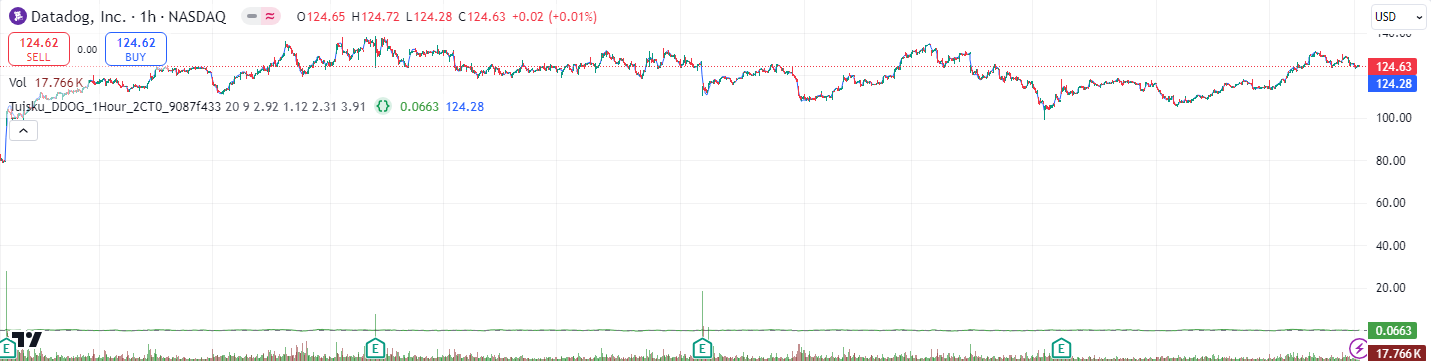 Datadog, Inc. · 1h · NASDAQ O124.65 H124.72 L124.28 C124.63 +0.02 (+0.01%)
USD
124.62 0.00 124.62
SELL BUY
Vol 17.766K
Tujsku_DDOG_1Hour_2CT0_9087f433 20 9 2.92 1.12 2.31 3.91 {} 0.0663 124.28
140.00
124.63
124.28
100.00
80.00
60.00
40.00
20.00
0.0663
17.766K
E E E E